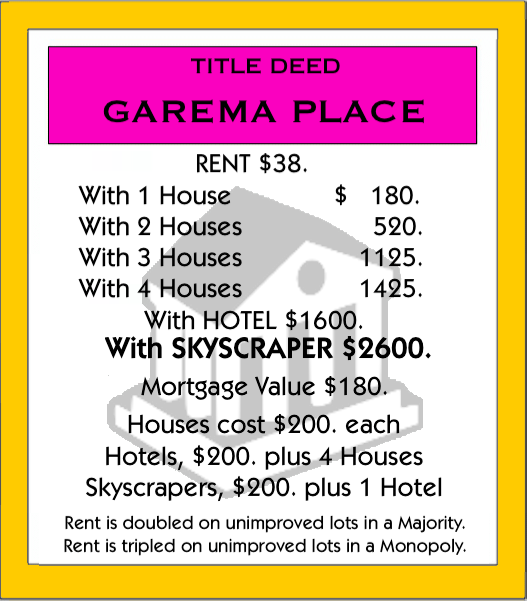 TITLE DEED
GAREMA PLACE
RENT $38.
With 1 House $ 180.
With 2 Houses 520.
With 3 Houses 1125.
With 4 Houses 1425.
With HOTEL $1600.
With SKYSCRAPER $2600.
Mortgage Value $180.
Houses cost $200. each
Hotels, $200. plus 4 Houses
Skyscrapers, $200. plus 1 Hotel
Rent is doubled on unimproved lots in a Majority.
Rent is tripled on unimproved lots in a Monopoly.